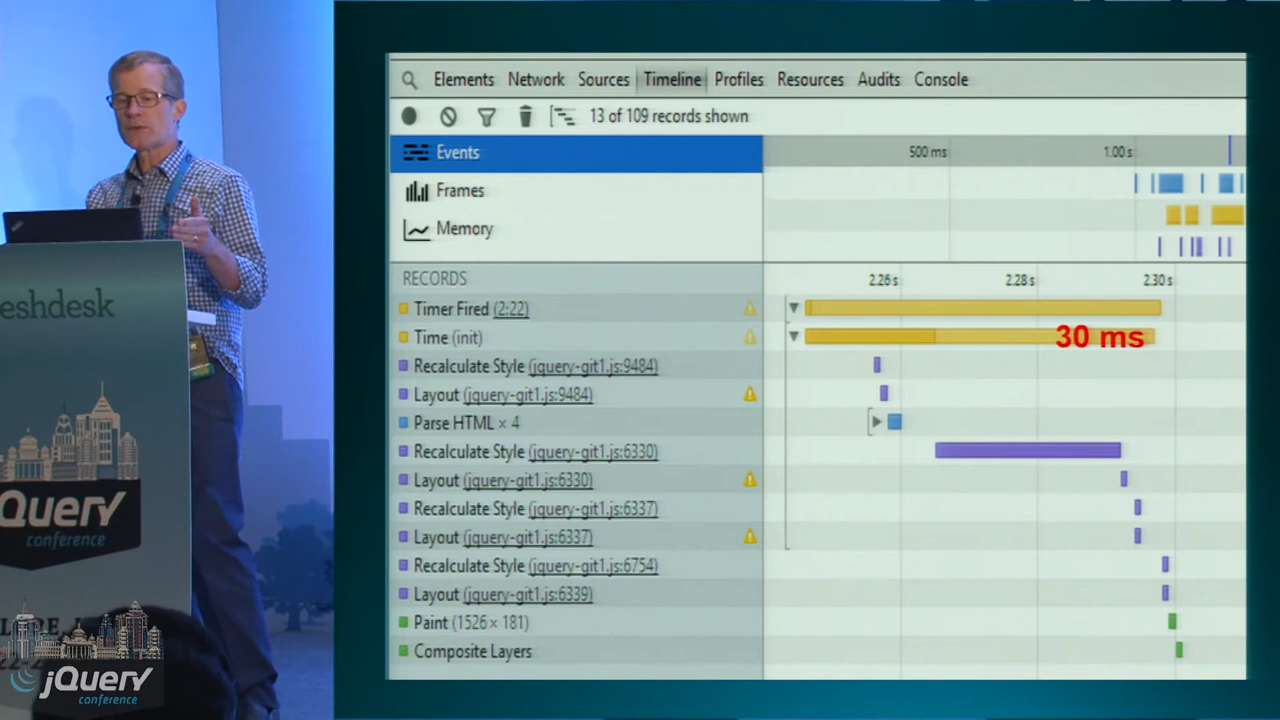 Elements Network Sources Timeline Profiles Resources Audits Console
13 of 109 records shown
Events
500 ms
1.00 s
Frames
Memory
RECORDS
2.26 s
2.28 s
2.30 s
Timer Fired (2:22)
Time (init)
30 ms
Recalculate Style (jquery-git1.js:9484)
Layout (jquery-git1.js:9484)
Parse HTML × 4
Recalculate Style (jquery-git1.js:6330)
Layout (jquery-git1.js:6330)
Recalculate Style (jquery-git1.js:6337)
Layout (jquery-git1.js:6337)
Recalculate Style (jquery-git1.js:6754)
Layout (jquery-git1.js:6339)
Paint (1526 × 181)
Composite Layers
eshdesk
jQuery
conference
jQuery
conference